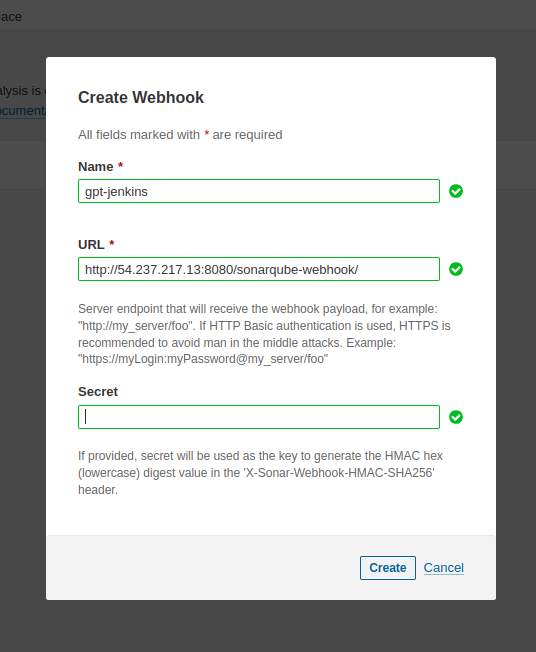 Create Webhook
All fields marked with * are required
Name *
gpt-jenkins
URL *
http://54.237.217.13:8080/sonarqube-webhook/
Server endpoint that will receive the webhook payload, for example:
"http://my_server/foo". If HTTP Basic authentication is used, HTTPS is
recommended to avoid man in the middle attacks. Example:
"https://myLogin:myPassword@my_server/foo"
Secret
If provided, secret will be used as the key to generate the HMAC hex
(lowercase) digest value in the 'X-Sonar-Webhook-HMAC-SHA256'
header.
Create Cancel